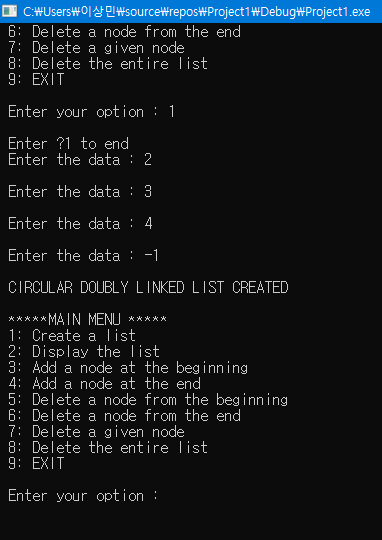 C:₩Users₩이상민₩source₩repos₩Project1₩Debug₩Project1.exe
6: Delete a node from the end
7: Delete a given node
8: Delete the entire list
9: EXIT
Enter your option : 1
Enter ?1 to end
Enter the data : 2
Enter the data : 3
Enter the data : 4
Enter the data : -1
CIRCULAR DOUBLY LINKED LIST CREATED
*****MAIN MENU *****
1: Create a list
2: Display the list
3: Add a node at the beginning
4: Add a node at the end
5: Delete a node from the beginning
6: Delete a node from the end
7: Delete a given node
8: Delete the entire list
9: EXIT
Enter your option :